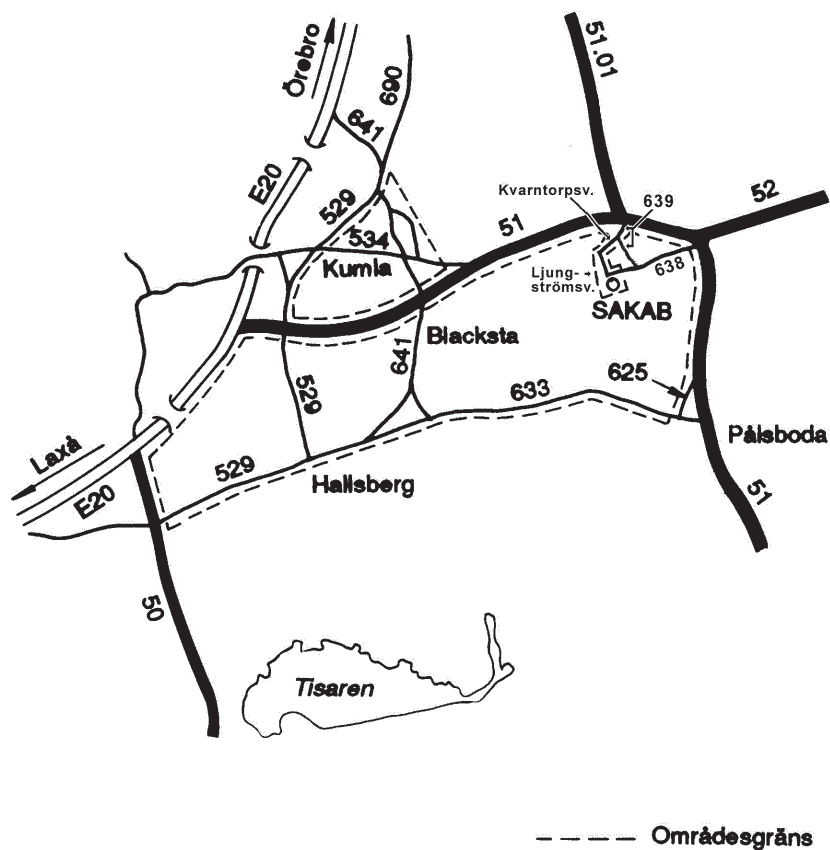 Örebro
690
51.01
641
E20
Kvarntorpsv.
639
52
529
51
534
Kumla
638
Ljung-
strömsv.
SAKAB
Blacksta
641
625
529
633
Pålsboda
Laxå
529
Hallsberg
E20
51
50
Tisaren
Områdesgräns